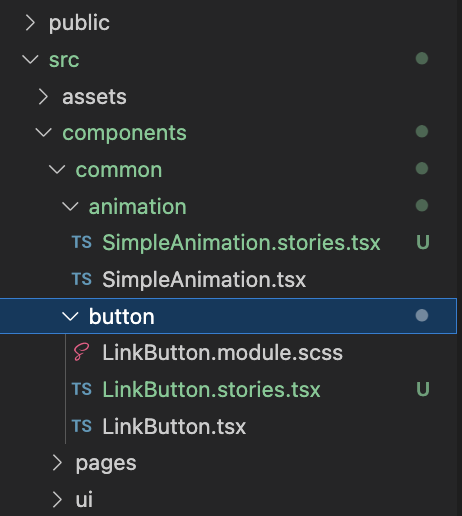 public
src
assets
components
common
animation
TS SimpleAnimation.stories.tsx U
TS SimpleAnimation.tsx
button
LinkButton.module.scss
TS LinkButton.stories.tsx U
TS LinkButton.tsx
pages
ui